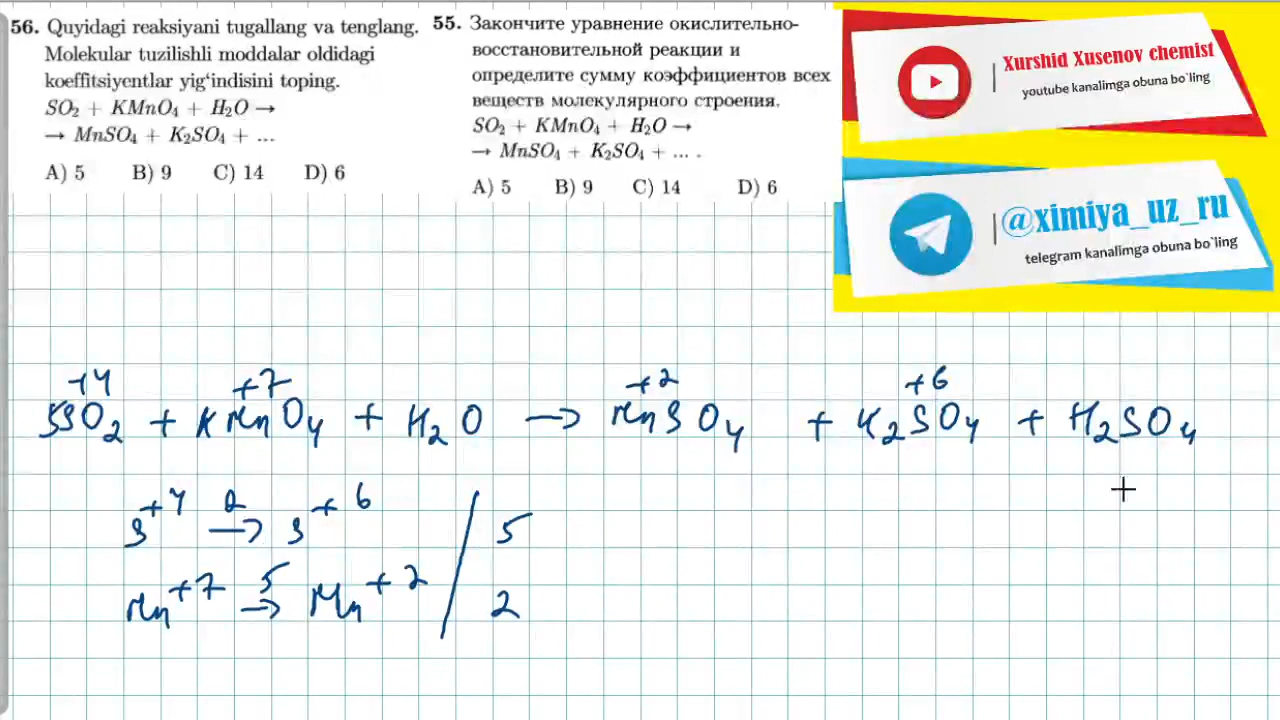 56. Quyidagi reaksiyani tugallang va tenglang.
Molekular tuzilishli moddalar oldidagi
koeffitsiyentlar yig‘indisini toping.
SO₂ + KMnO₄ + H₂O →
→ MnSO₄ + K₂SO₄ + ...
A) 5 B) 9 C) 14 D) 6
55. Закончите уравнение окислительно-
восстановительной реакции и
определите сумму коэффициентов всех
веществ молекулярного строения.
SO₂ + KMnO₄ + H₂O →
→ MnSO₄ + K₂SO₄ + ... .
A) 5 B) 9 C) 14 D) 6
Xurshid Xusenov chemist
youtube kanalimga obuna bo`ling
@ximiya_uz_ru
telegram kanalimga obuna bo`ling
+4 +7 +2 +6
5SO₂ + KMnO₄ + H₂O → MnSO₄ + K₂SO₄ + H₂SO₄
S⁺⁴ 2→ S⁺⁶ / 5
Mn⁺⁷ 5→ Mn⁺² / 2